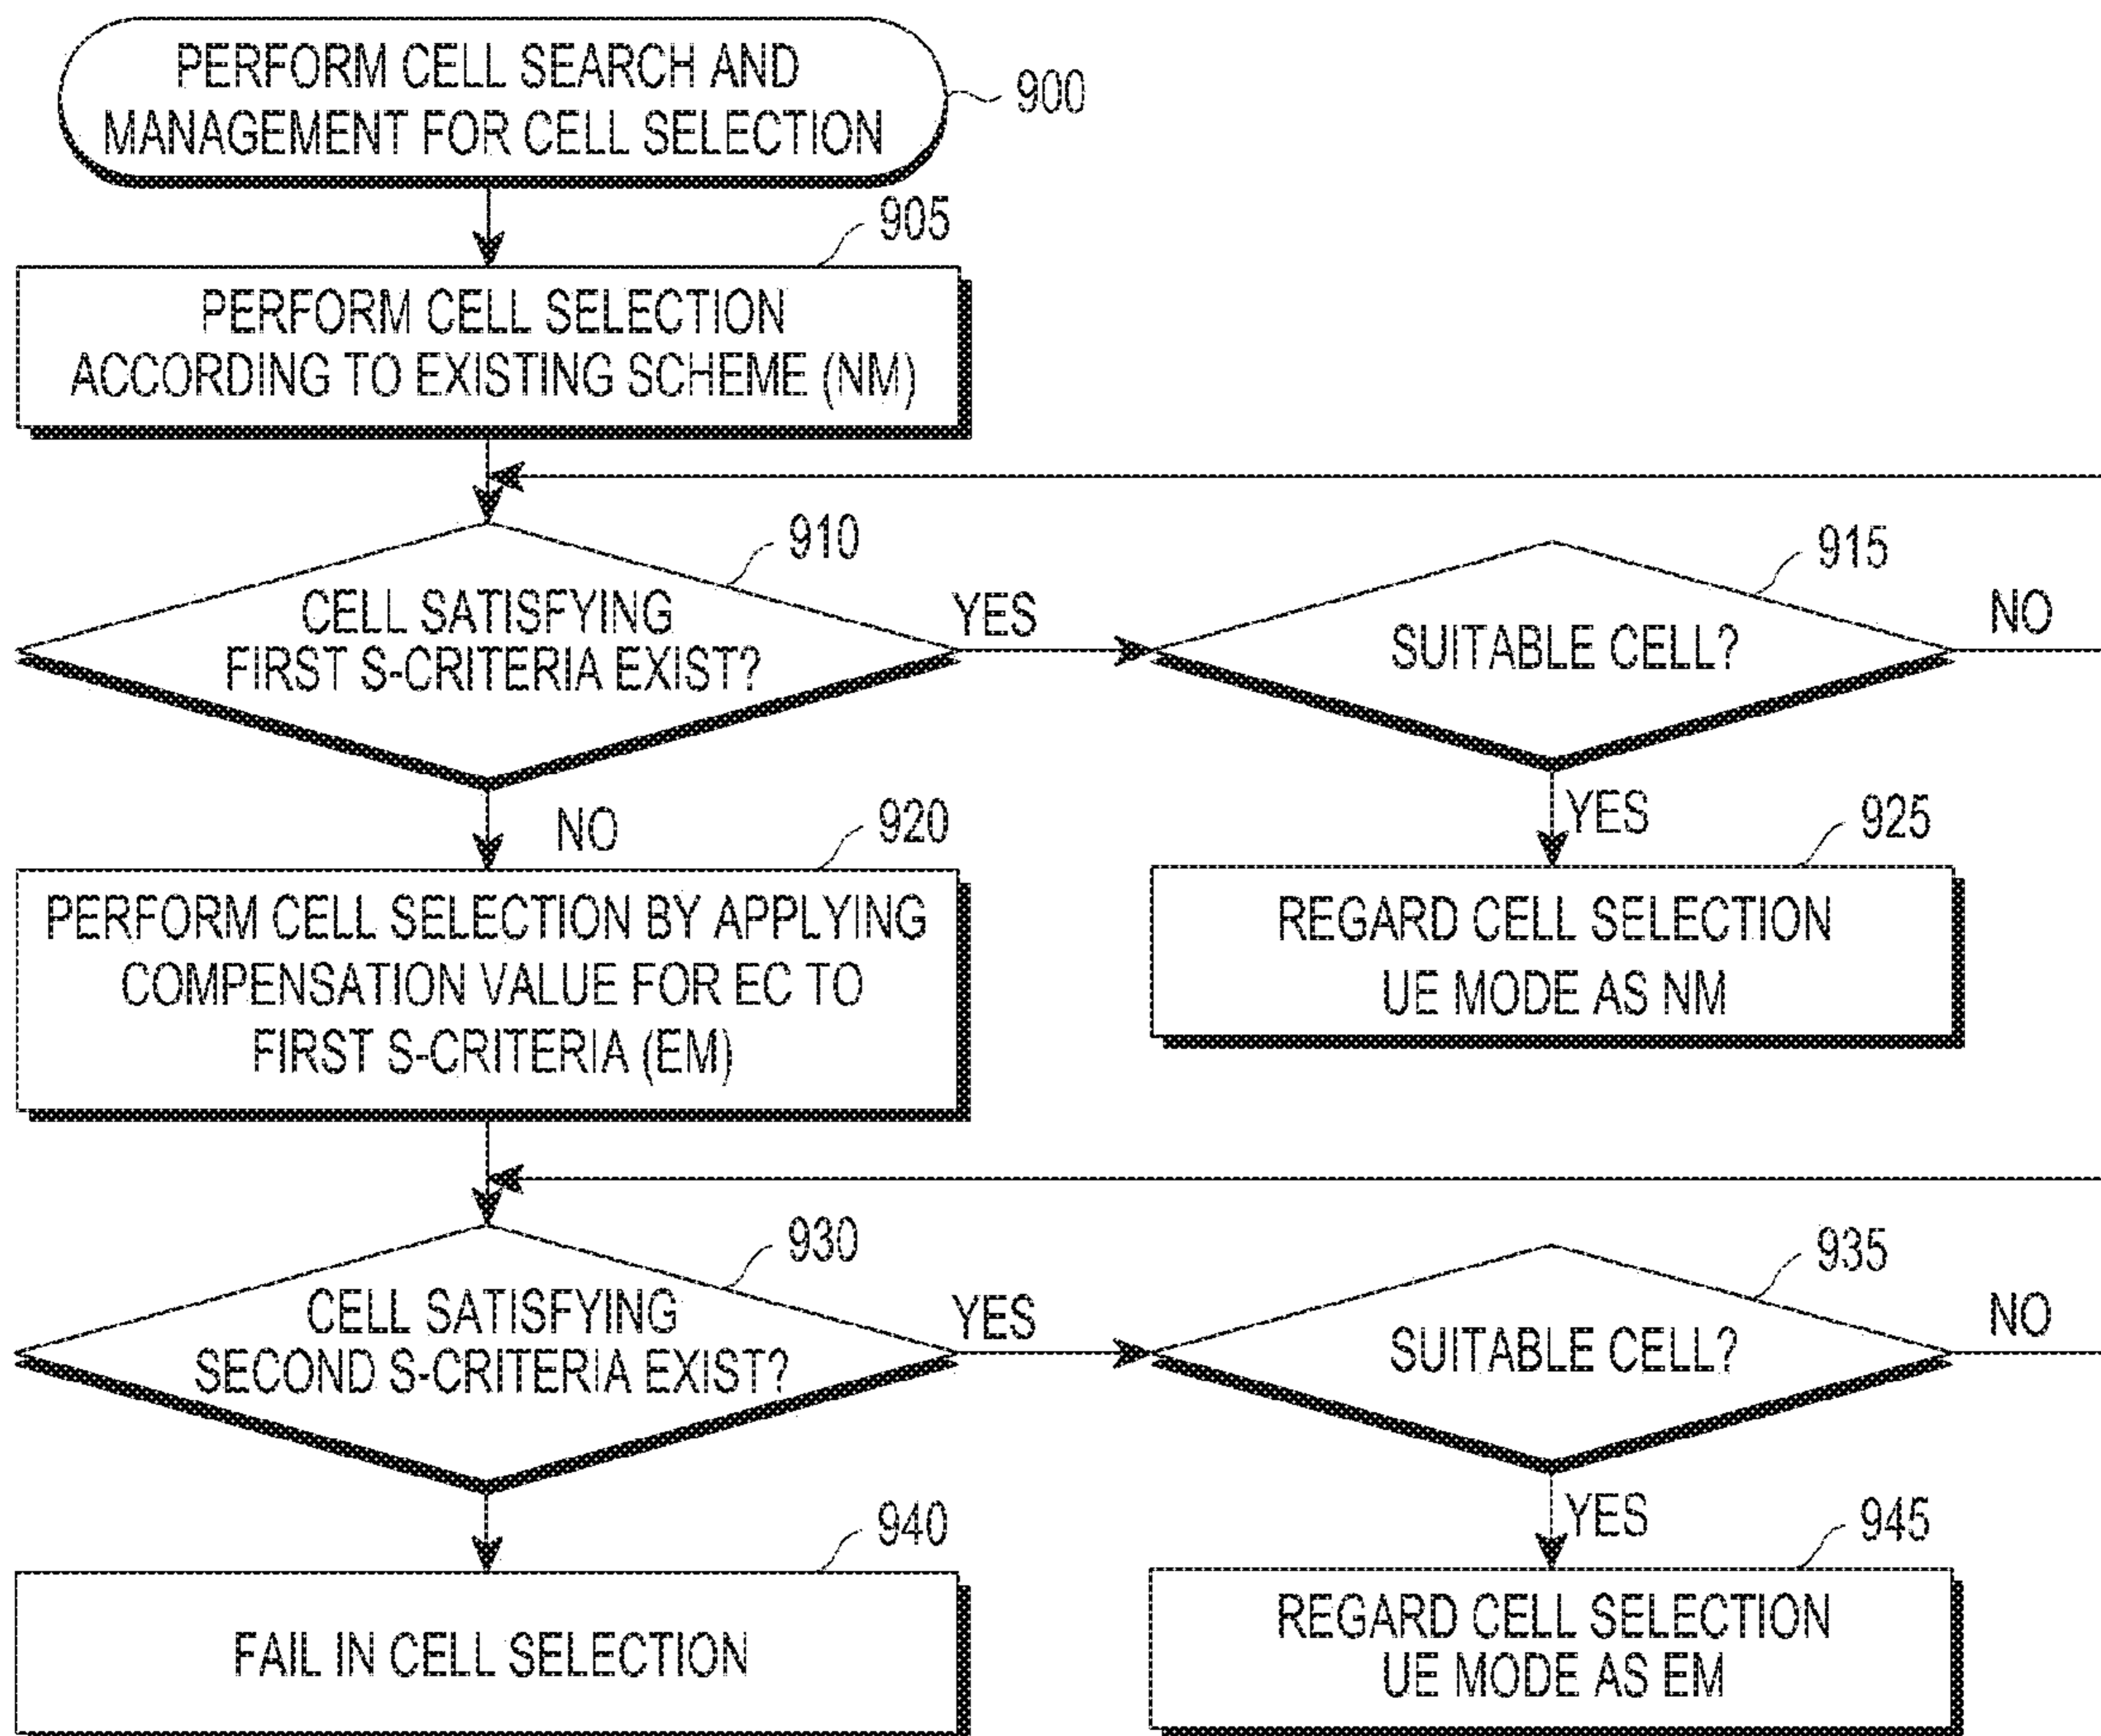 PERFORM CELL SEARCH AND
MANAGEMENT FOR CELL SELECTION
900
905
PERFORM CELL SELECTION
ACCORDING TO EXISTING SCHEME (NM)
910
CELL SATISFYING
FIRST S-CRITERIA EXIST?
YES
915
SUITABLE CELL?
NO
NO
YES
920
PERFORM CELL SELECTION BY APPLYING
COMPENSATION VALUE FOR EC TO
FIRST S-CRITERIA (EM)
925
REGARD CELL SELECTION
UE MODE AS NM
930
CELL SATISFYING
SECOND S-CRITERIA EXIST?
YES
935
SUITABLE CELL?
NO
YES
940
FAIL IN CELL SELECTION
945
REGARD CELL SELECTION
UE MODE AS EM